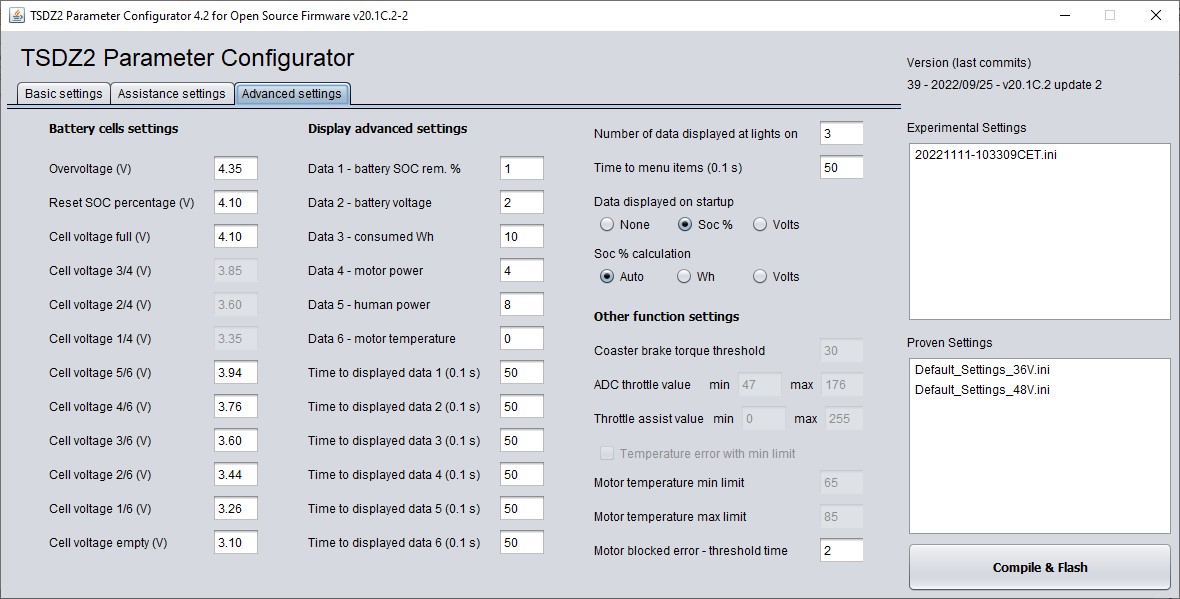 TSDZ2 Parameter Configurator 4.2 for Open Source Firmware v20.1C.2-2
TSDZ2 Parameter Configurator
Basic settings Assistance settings Advanced settings
Battery cells settings
Overvoltage (V) 4.35
Reset SOC percentage (V) 4.10
Cell voltage full (V) 4.10
Cell voltage 3/4 (V) 3.85
Cell voltage 2/4 (V) 3.60
Cell voltage 1/4 (V) 3.35
Cell voltage 5/6 (V) 3.94
Cell voltage 4/6 (V) 3.76
Cell voltage 3/6 (V) 3.60
Cell voltage 2/6 (V) 3.44
Cell voltage 1/6 (V) 3.26
Cell voltage empty (V) 3.10
Display advanced settings
Data 1 - battery SOC rem. % 1
Data 2 - battery voltage 2
Data 3 - consumed Wh 10
Data 4 - motor power 4
Data 5 - human power 8
Data 6 - motor temperature 0
Time to displayed data 1 (0.1 s) 50
Time to displayed data 2 (0.1 s) 50
Time to displayed data 3 (0.1 s) 50
Time to displayed data 4 (0.1 s) 50
Time to displayed data 5 (0.1 s) 50
Time to displayed data 6 (0.1 s) 50
Number of data displayed at lights on 3
Time to menu items (0.1 s) 50
Data displayed on startup
None Soc % Volts
Soc % calculation
Auto Wh Volts
Other function settings
Coaster brake torque threshold 30
ADC throttle value min 47 max 176
Throttle assist value min 0 max 255
Temperature error with min limit
Motor temperature min limit 65
Motor temperature max limit 85
Motor blocked error - threshold time 2
Version (last commits)
39 - 2022/09/25 - v20.1C.2 update 2
Experimental Settings
20221111-103309CET.ini
Proven Settings
Default_Settings_36V.ini
Default_Settings_48V.ini
Compile & Flash